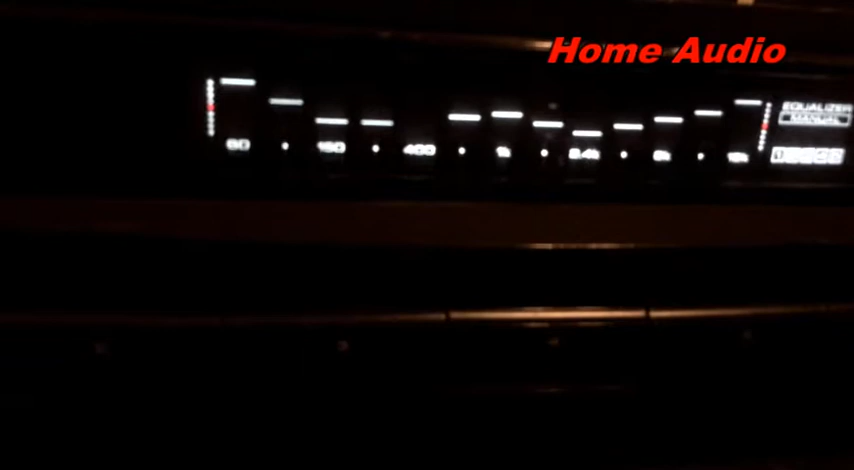 Home Audio
EQUALIZER
MANUAL
60 • 150 • 400 • 1k • 2.4k • 6k • 15k